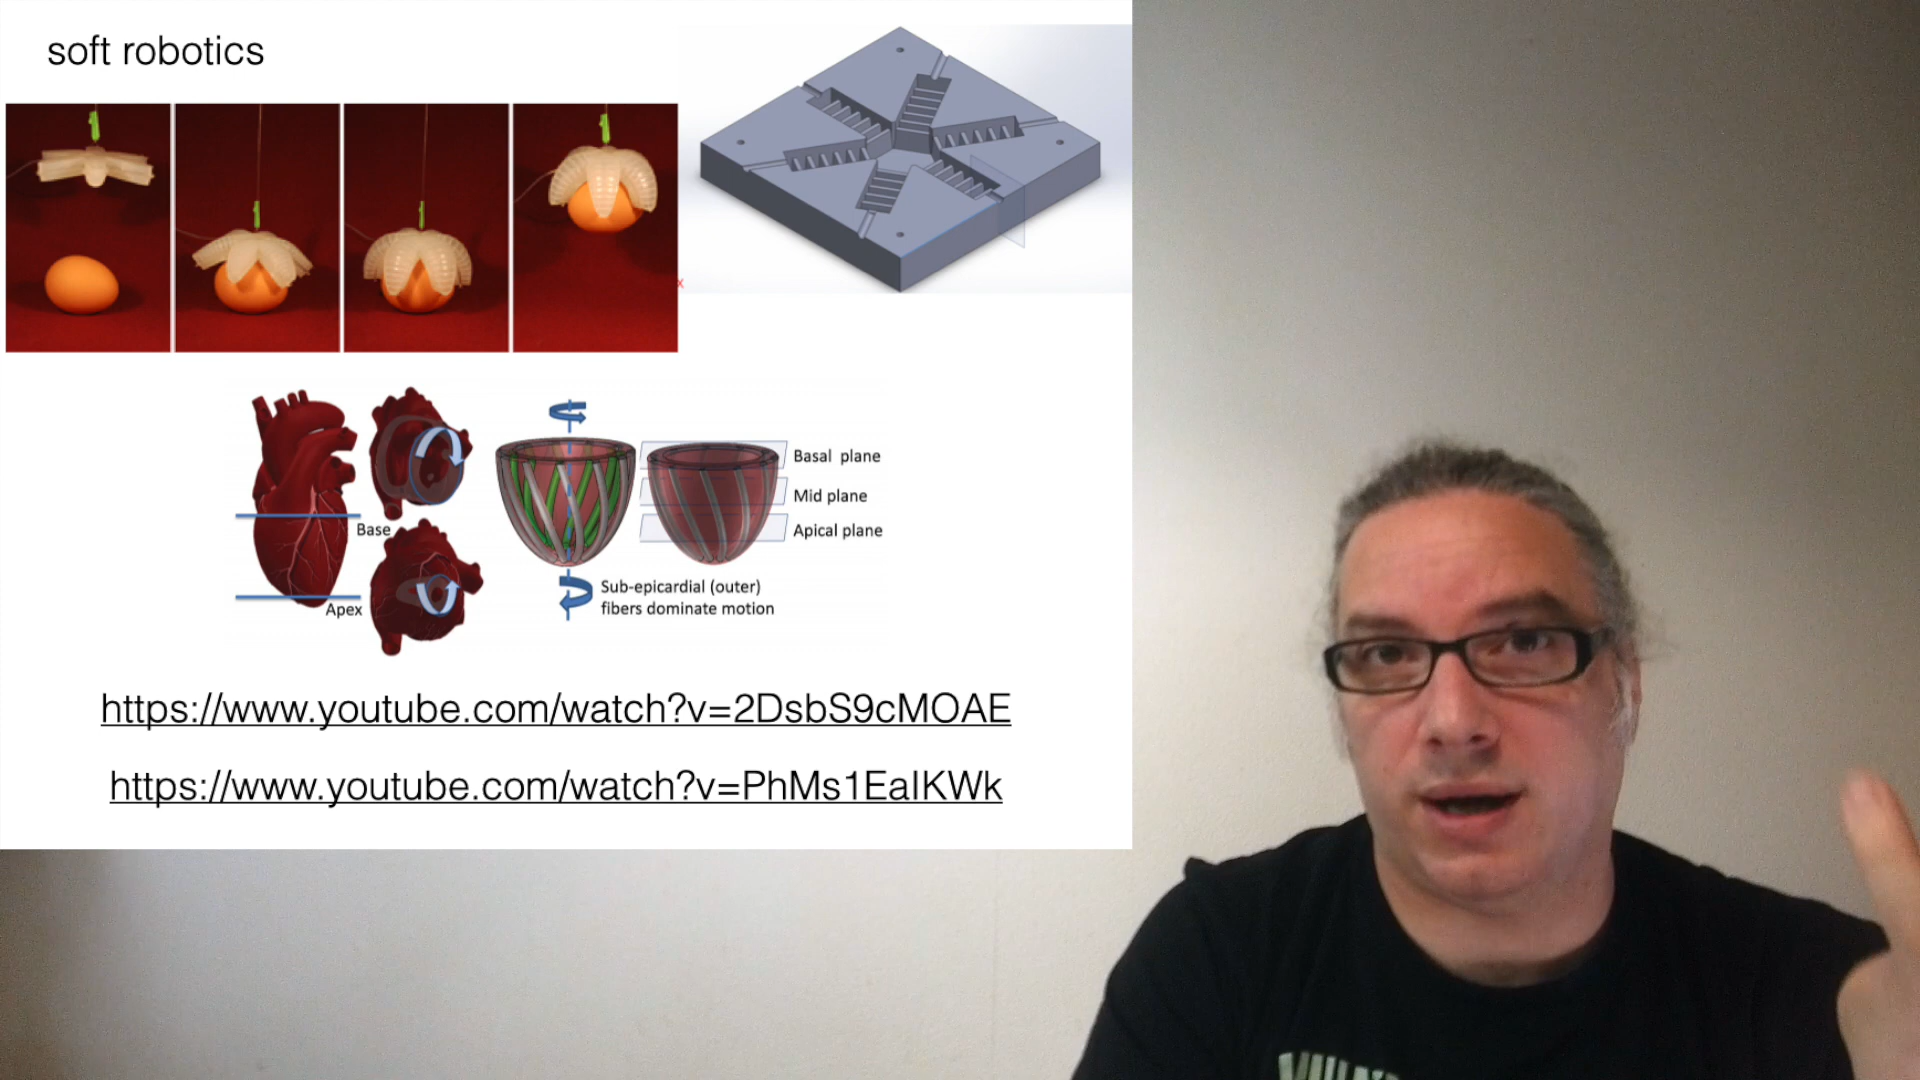 soft robotics
x
Base
Apex
Basal plane
Mid plane
Apical plane
Sub-epicardial (outer)
fibers dominate motion
https://www.youtube.com/watch?v=2DsbS9cMOAE
https://www.youtube.com/watch?v=PhMs1EalKWk